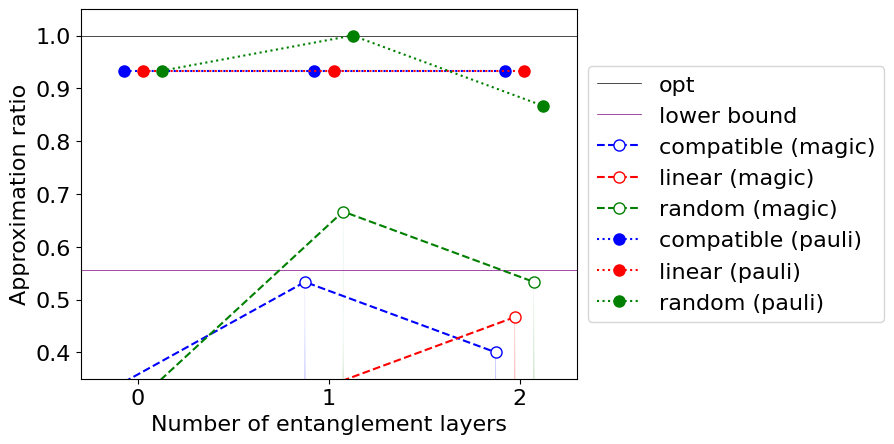 1.0
0.9
0.8
0.7
0.6
0.5
0.4
Approximation ratio
0 1 2
Number of entanglement layers
opt
lower bound
compatible (magic)
linear (magic)
random (magic)
compatible (pauli)
linear (pauli)
random (pauli)